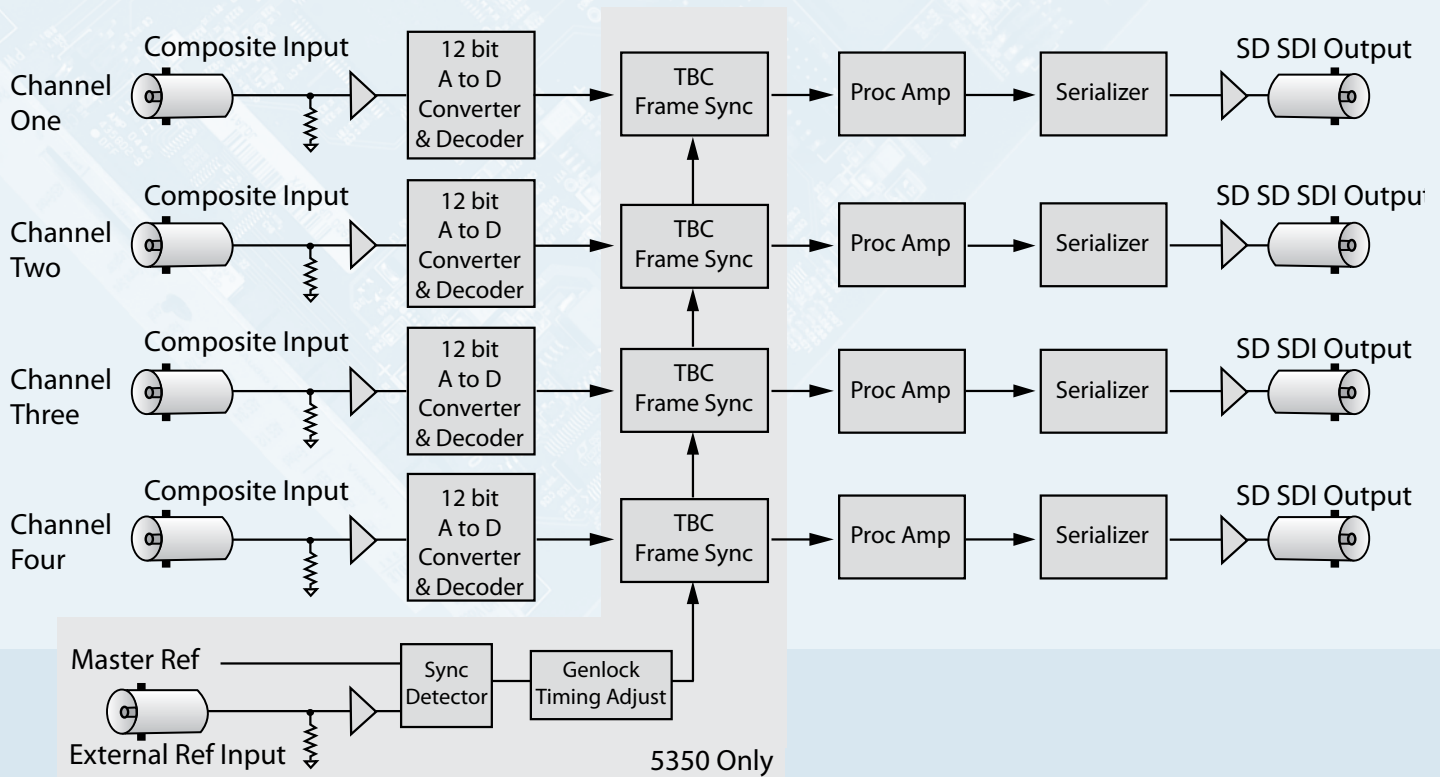 Channel
One
Composite Input
12 bit
A to D
Converter
& Decoder
TBC
Frame Sync
Proc Amp
Serializer
SD SDI Output
Channel
Two
Composite Input
12 bit
A to D
Converter
& Decoder
TBC
Frame Sync
Proc Amp
Serializer
SD SD SDI Output
Channel
Three
Composite Input
12 bit
A to D
Converter
& Decoder
TBC
Frame Sync
Proc Amp
Serializer
SD SDI Output
Channel
Four
Composite Input
12 bit
A to D
Converter
& Decoder
TBC
Frame Sync
Proc Amp
Serializer
SD SDI Output
Master Ref
External Ref Input
Sync
Detector
Genlock
Timing Adjust
5350 Only